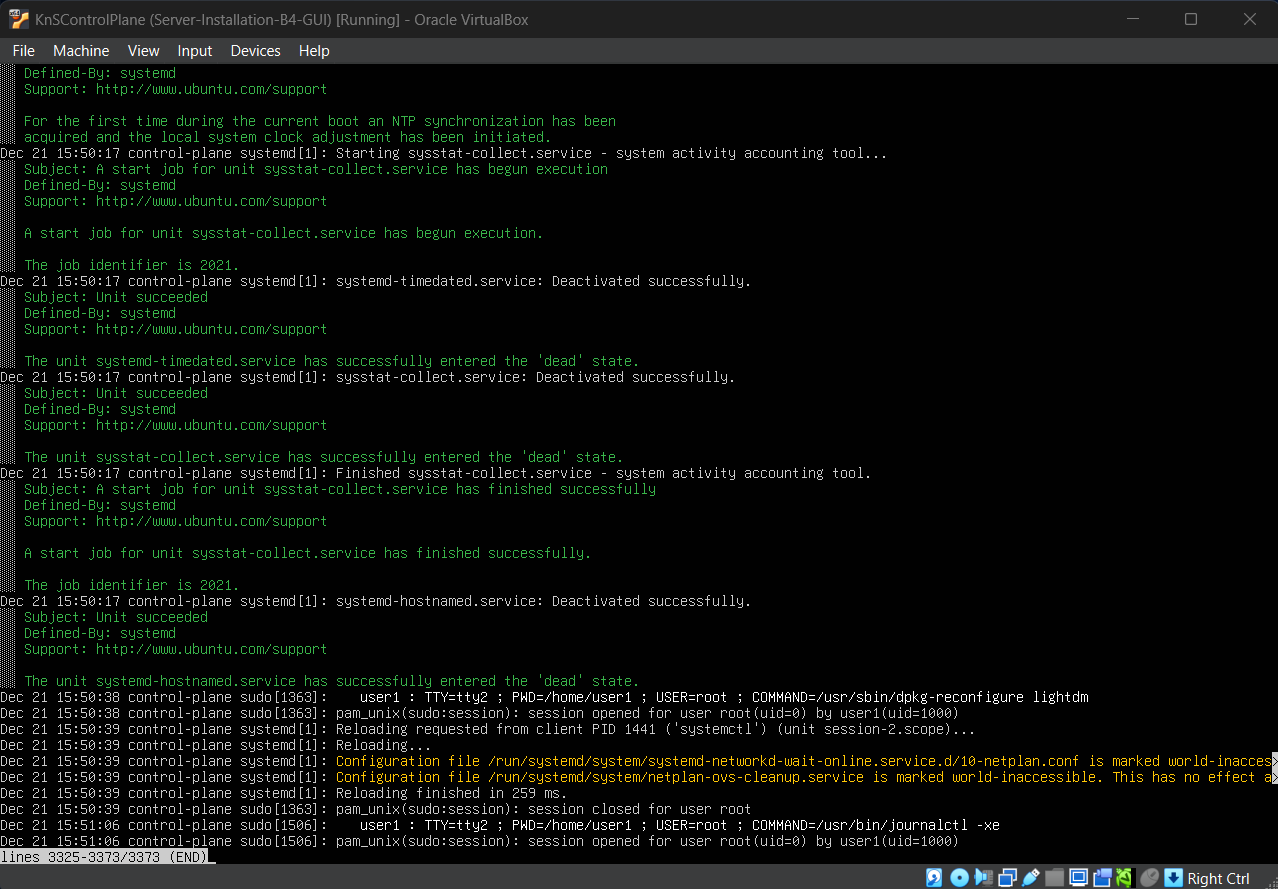 KnSControlPlane (Server-Installation-B4-GUI) [Running] - Oracle VirtualBox
File Machine View Input Devices Help
Defined-By: systemd
Support: http://www.ubuntu.com/support
For the first time during the current boot an NTP synchronization has been
acquired and the local system clock adjustment has been initiated.
Dec 21 15:50:17 control-plane systemd[1]: Starting sysstat-collect.service - system activity accounting tool...
Subject: A start job for unit sysstat-collect.service has begun execution
Defined-By: systemd
Support: http://www.ubuntu.com/support
A start job for unit sysstat-collect.service has begun execution.
The job identifier is 2021.
Dec 21 15:50:17 control-plane systemd[1]: systemd-timedated.service: Deactivated successfully.
Subject: Unit succeeded
Defined-By: systemd
Support: http://www.ubuntu.com/support
The unit systemd-timedated.service has successfully entered the 'dead' state.
Dec 21 15:50:17 control-plane systemd[1]: sysstat-collect.service: Deactivated successfully.
Subject: Unit succeeded
Defined-By: systemd
Support: http://www.ubuntu.com/support
The unit sysstat-collect.service has successfully entered the 'dead' state.
Dec 21 15:50:17 control-plane systemd[1]: Finished sysstat-collect.service - system activity accounting tool.
Subject: A start job for unit sysstat-collect.service has finished successfully
Defined-By: systemd
Support: http://www.ubuntu.com/support
A start job for unit sysstat-collect.service has finished successfully.
The job identifier is 2021.
Dec 21 15:50:17 control-plane systemd[1]: systemd-hostnamed.service: Deactivated successfully.
Subject: Unit succeeded
Defined-By: systemd
Support: http://www.ubuntu.com/support
The unit systemd-hostnamed.service has successfully entered the 'dead' state.
Dec 21 15:50:38 control-plane sudo[1363]:    user1 : TTY=tty2 ; PWD=/home/user1 ; USER=root ; COMMAND=/usr/sbin/dpkg-reconfigure lightdm
Dec 21 15:50:38 control-plane sudo[1363]: pam_unix(sudo:session): session opened for user root(uid=0) by user1(uid=1000)
Dec 21 15:50:39 control-plane systemd[1]: Reloading requested from client PID 1441 ('systemctl') (unit session-2.scope)...
Dec 21 15:50:39 control-plane systemd[1]: Reloading...
Dec 21 15:50:39 control-plane systemd[1]: Configuration file /run/systemd/system/systemd-networkd-wait-online.service.d/10-netplan.conf is marked world-inacces>
Dec 21 15:50:39 control-plane systemd[1]: Configuration file /run/systemd/system/netplan-ovs-cleanup.service is marked world-inaccessible. This has no effect a>
Dec 21 15:50:39 control-plane systemd[1]: Reloading finished in 259 ms.
Dec 21 15:50:39 control-plane sudo[1363]: pam_unix(sudo:session): session closed for user root
Dec 21 15:51:06 control-plane sudo[1506]:    user1 : TTY=tty2 ; PWD=/home/user1 ; USER=root ; COMMAND=/usr/bin/journalctl -xe
Dec 21 15:51:06 control-plane sudo[1506]: pam_unix(sudo:session): session opened for user root(uid=0) by user1(uid=1000)
lines 3325-3373/3373 (END)
Right Ctrl